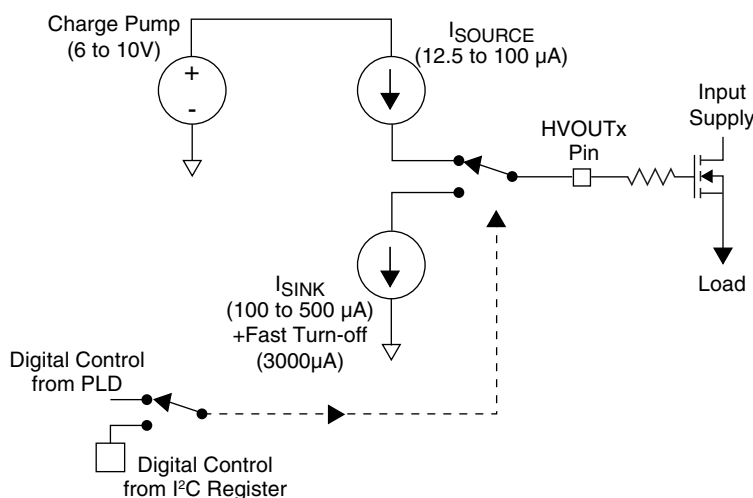 Charge Pump
(6 to 10V)
+
-
ISOURCE
(12.5 to 100 µA)
Input
Supply
HVOUTx
Pin
Load
ISINK
(100 to 500 µA)
+Fast Turn-off
(3000µA)
Digital Control
from PLD
Digital Control
from I²C Register